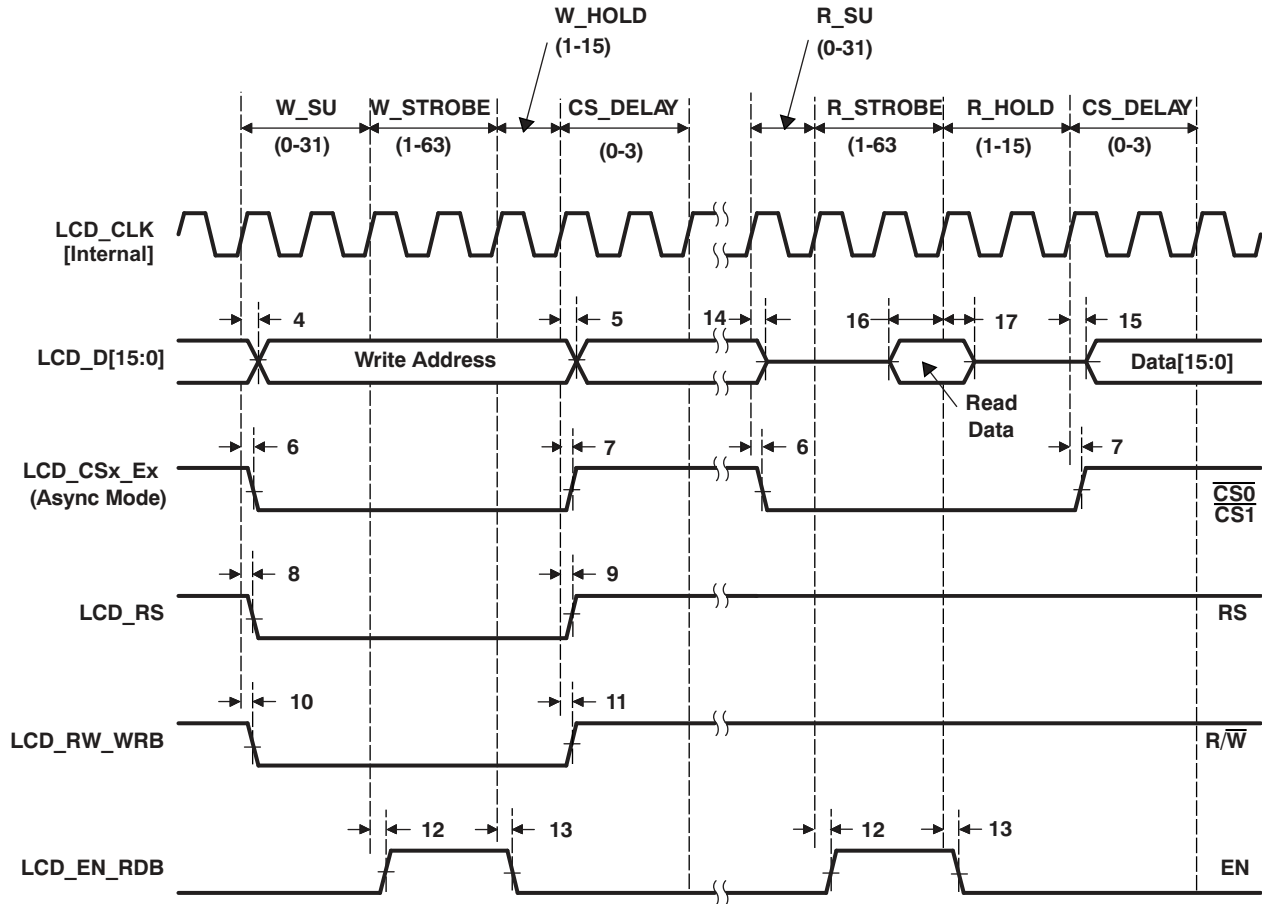 W_HOLD
(1-15)
R_SU
(0-31)
W_SU
W_STROBE
CS_DELAY
R_STROBE
R_HOLD
CS_DELAY
(0-31)
(1-63)
(0-3)
(1-63
(1-15)
(0-3)
LCD_CLK
[Internal]
4
5
14
16
17
15
LCD_D[15:0]
Write Address
Data[15:0]
Read
Data
6
7
6
7
LCD_CSx_Ex
(Async Mode)
CS0
CS1
8
9
LCD_RS
RS
10
11
LCD_RW_WRB
R/W
12
13
12
13
LCD_EN_RDB
EN